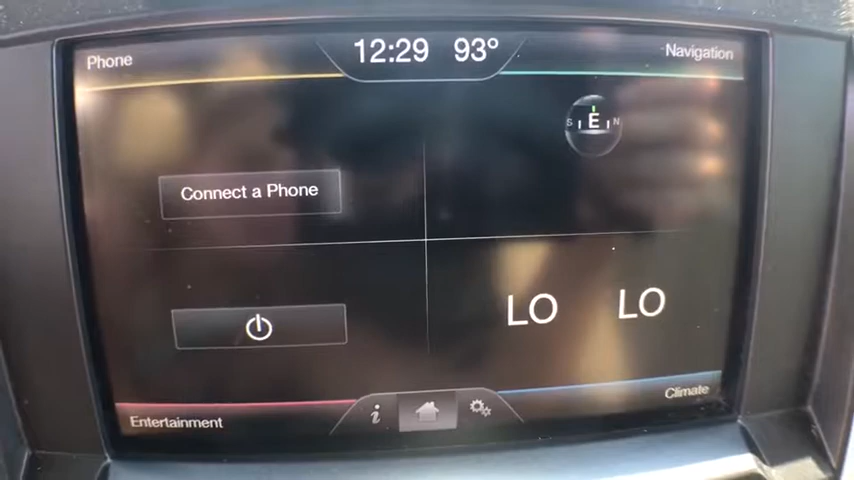 Phone
12:29 93°
Navigation
S E N
Connect a Phone
LO LO
Entertainment
i
Climate